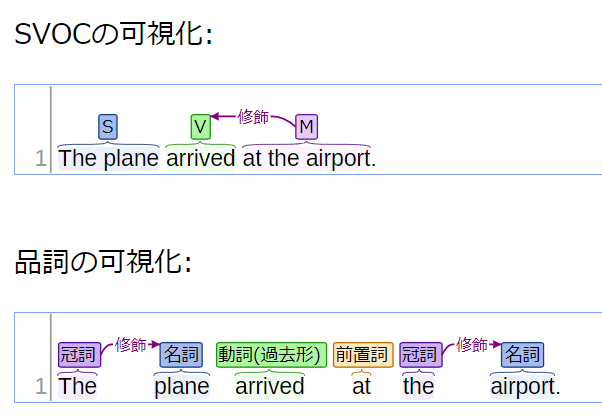 SVOCの可視化:
S V 修飾 M
1 The plane arrived at the airport.
品詞の可視化:
冠詞 修飾 名詞 動詞(過去形) 前置詞 冠詞 修飾 名詞
1 The plane arrived at the airport.